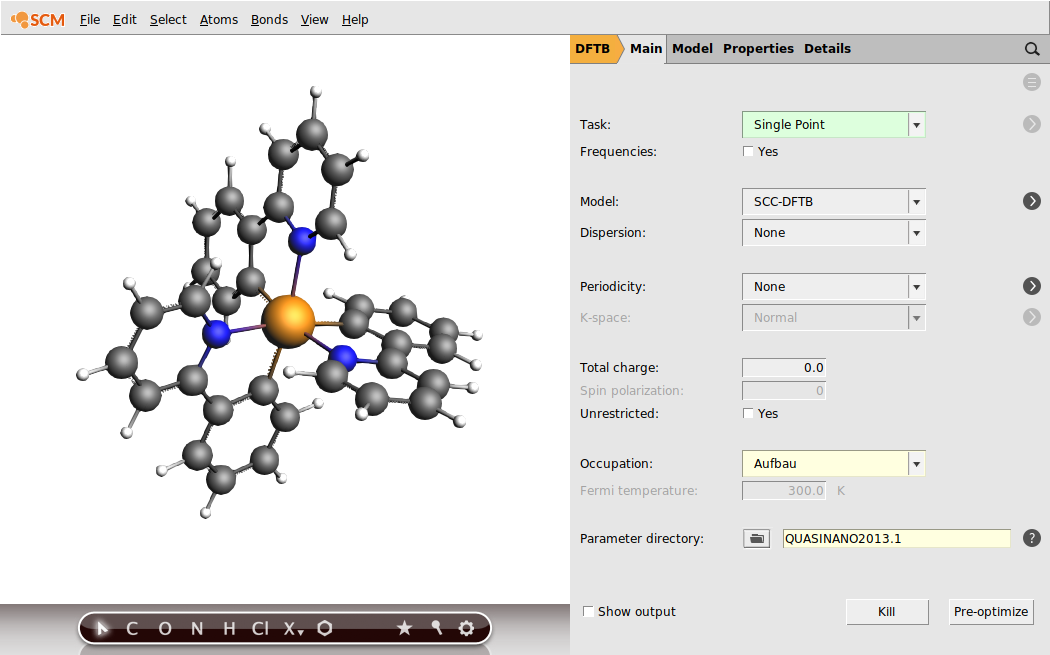 SCM File Edit Select Atoms Bonds View Help
DFTB Main Model Properties Details
Task: Single Point
Frequencies: Yes
Model: SCC-DFTB
Dispersion: None
Periodicity: None
K-space: Normal
Total charge: 0.0
Spin polarization: 0
Unrestricted: Yes
Occupation: Aufbau
Fermi temperature: 300.0 K
Parameter directory: QUASINANO2013.1 ?
Show output Kill Pre-optimize
C O N H Cl X